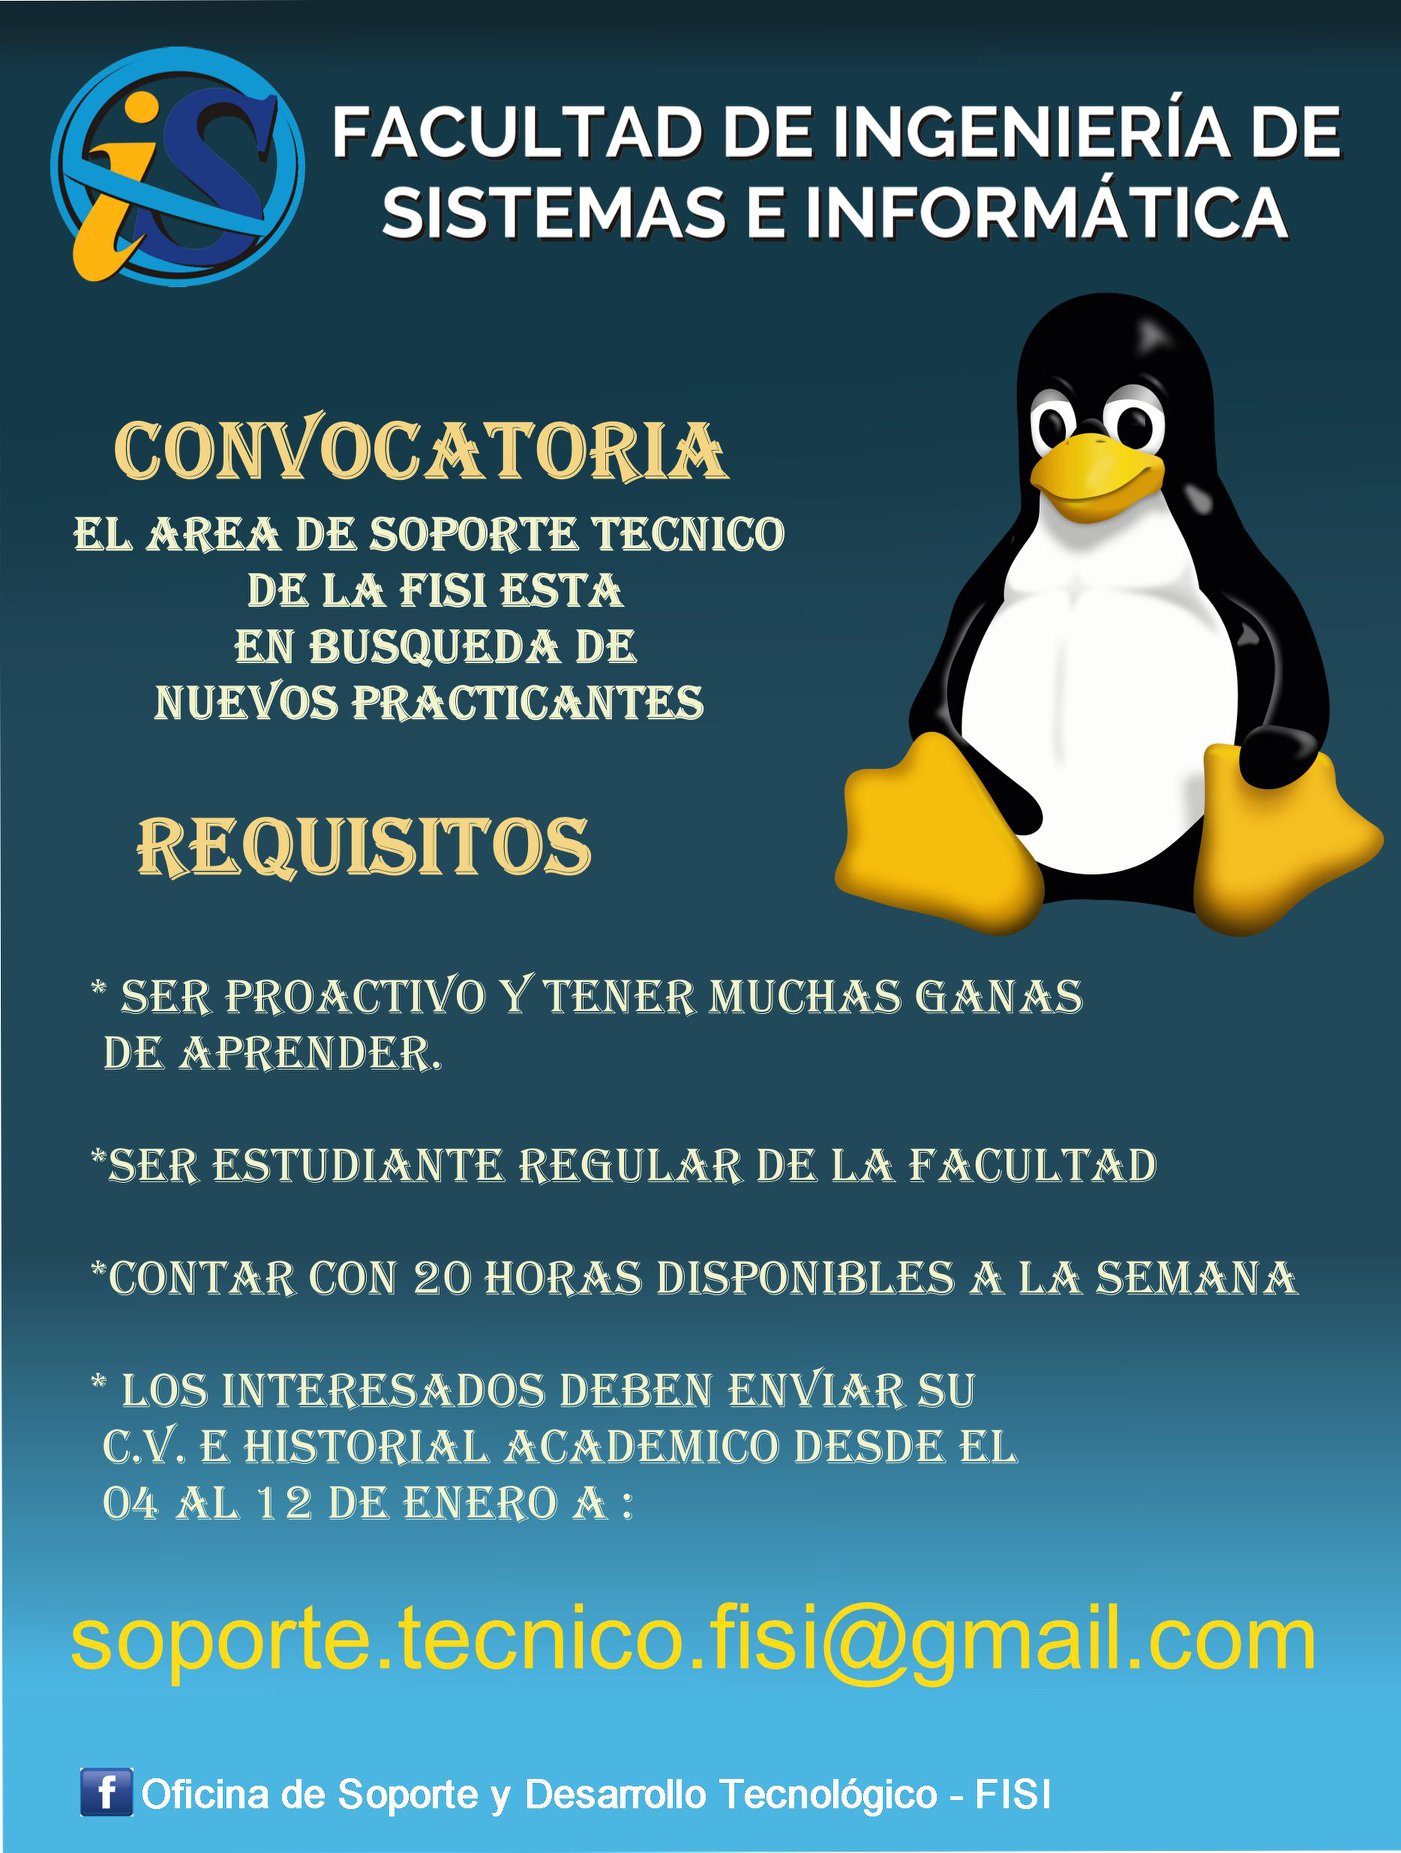 iS
FACULTAD DE INGENIERÍA DE
SISTEMAS E INFORMÁTICA
CONVOCATORIA
EL AREA DE SOPORTE TECNICO
DE LA FISI ESTA
EN BUSQUEDA DE
NUEVOS PRACTICANTES
REQUISITOS
* SER PROACTIVO Y TENER MUCHAS GANAS
DE APRENDER.
*SER ESTUDIANTE REGULAR DE LA FACULTAD
*CONTAR CON 20 HORAS DISPONIBLES A LA SEMANA
* LOS INTERESADOS DEBEN ENVIAR SU
C.V. E HISTORIAL ACADEMICO DESDE EL
04 AL 12 DE ENERO A :
soporte.tecnico.fisi@gmail.com
f Oficina de Soporte y Desarrollo Tecnológico - FISI